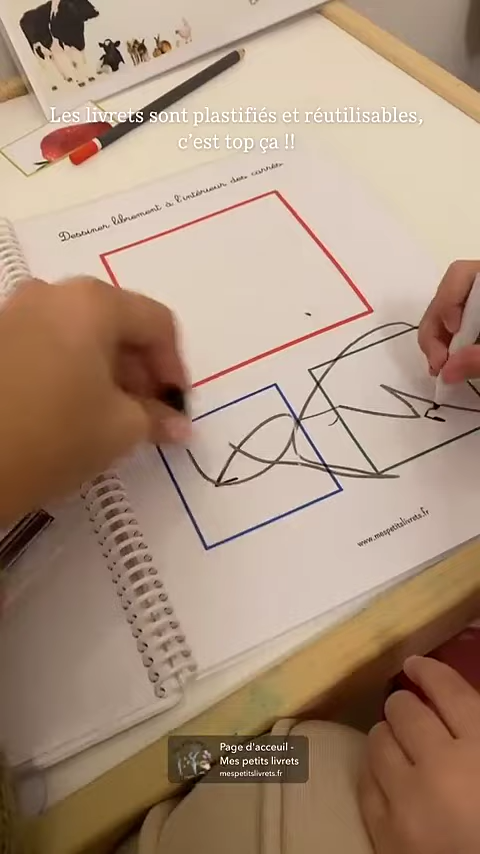 Les livrets sont plastifiés et réutilisables,
c'est top ça !!
Dessiner librement à l'intérieur des carrés
www.mespetitslivrets.fr
Page d'acceuil -
Mes petits livrets
mespetitslivrets.fr